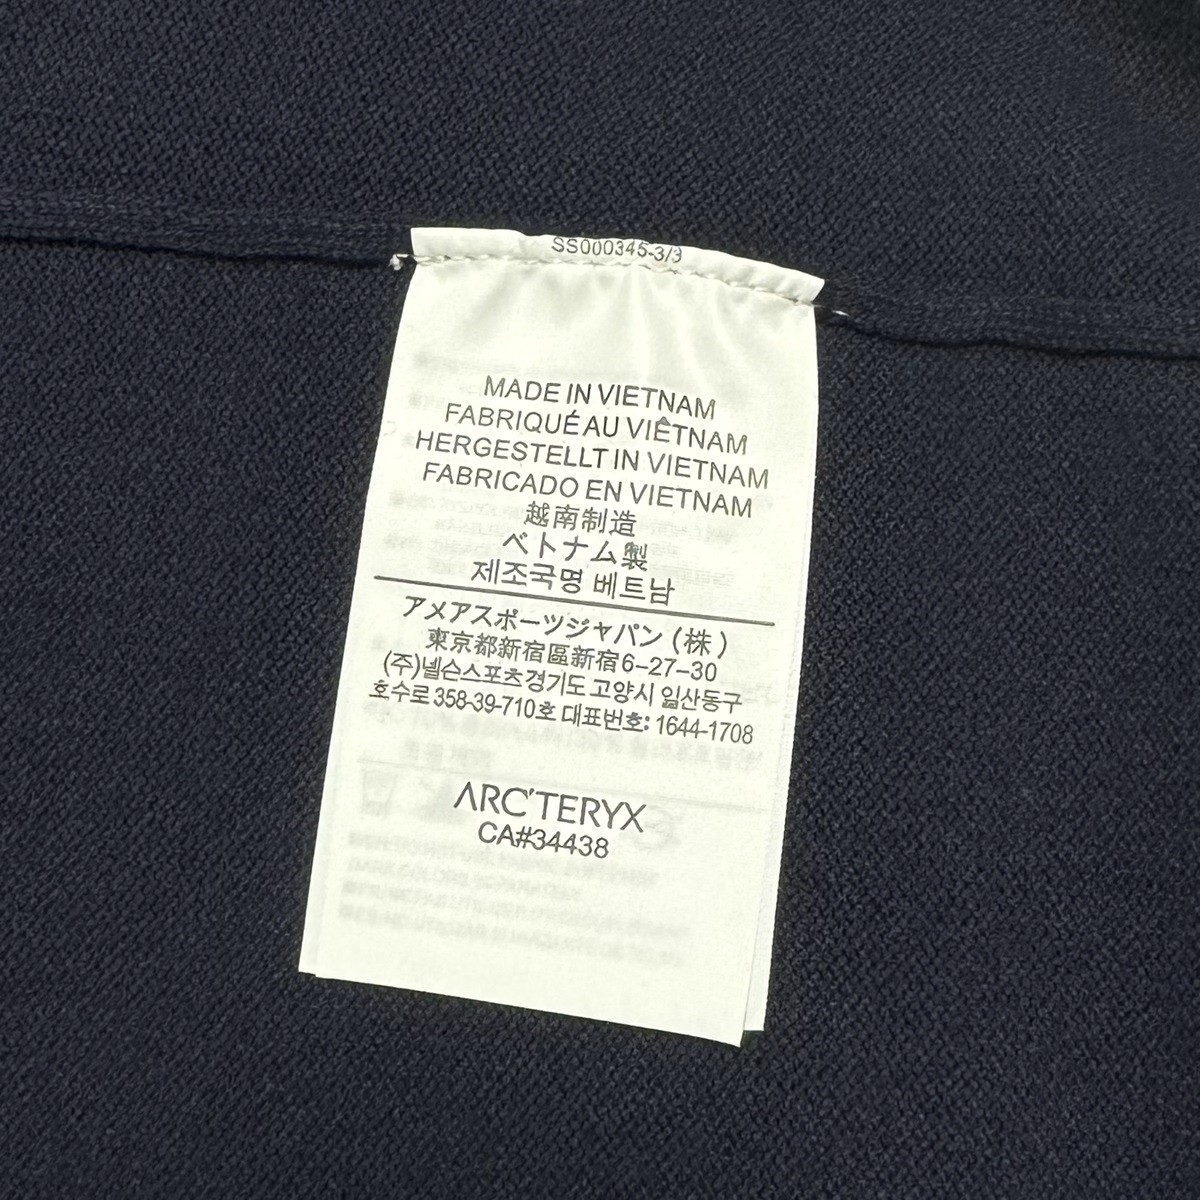 SS000345-3/3
MADE IN VIETNAM
FABRIQUÉ AU VIÊTNAM
HERGESTELLT IN VIETNAM
FABRICADO EN VIETNAM
越南制造
ベトナム製
제조국명 베트남
アメアスポーツジャパン(株)
東京都新宿區新宿6-27-30
(주)넬슨스포츠경기도고양시 일산동구
호수로358-39-710호 대표번호: 1644-1708
ARC'TERYX
CA#34438